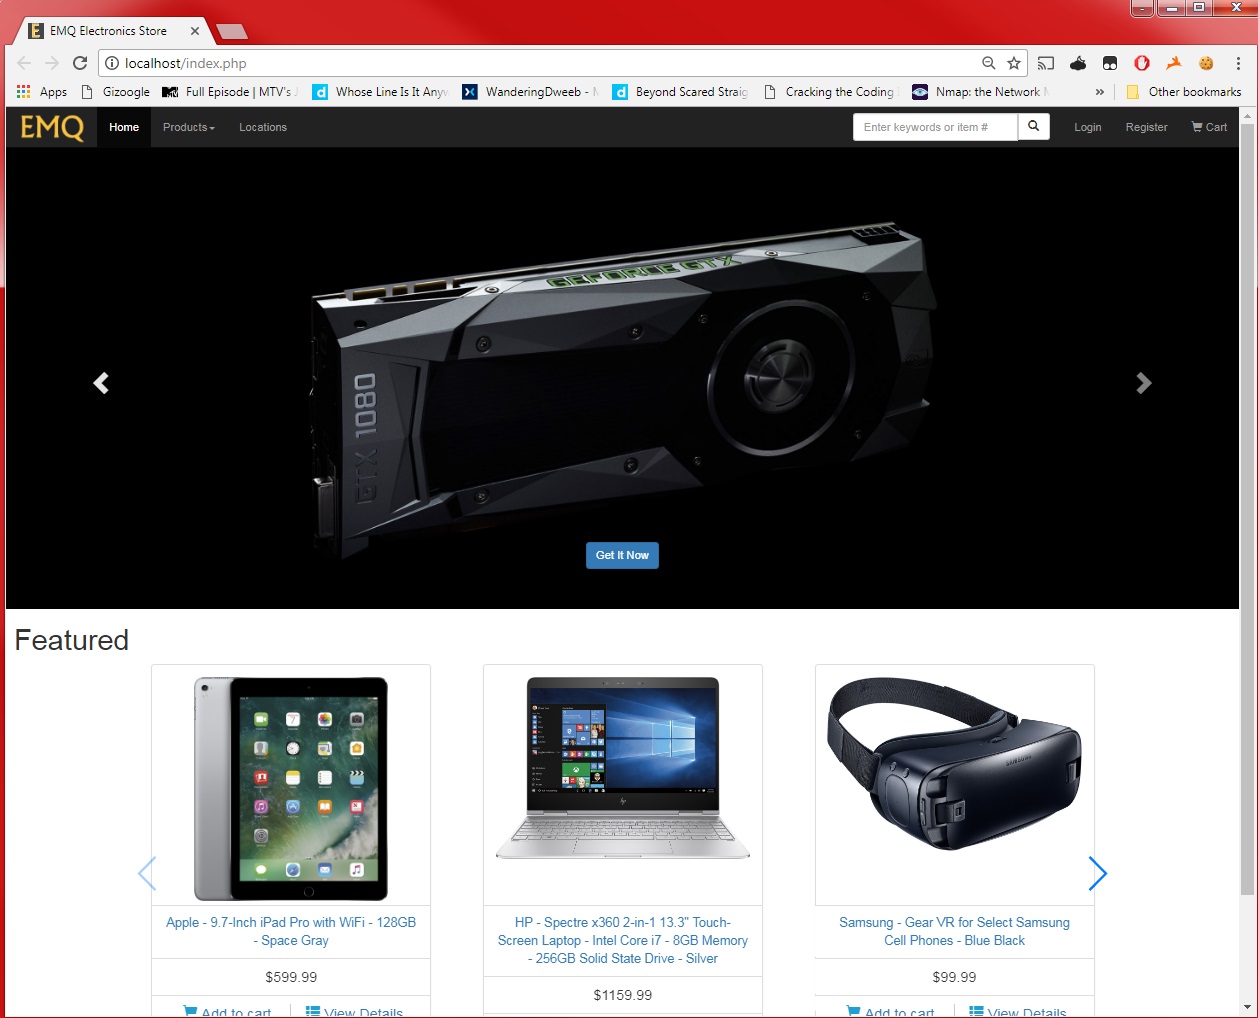 EMQ Electronics Store
localhost/index.php
Apps Gizoogle Full Episode | MTV's Whose Line Is It Anyw WanderingDweeb - Beyond Scared Straig Cracking the Coding Nmap: the Network » Other bookmarks
EMQ Home Products Locations Enter keywords or item # Login Register Cart
GEFORCE GTX
GTX 1080
Get It Now
Featured
SAMSUNG
Apple - 9.7-Inch iPad Pro with WiFi - 128GB
- Space Gray
$599.99
Add to cart View Details
HP - Spectre x360 2-in-1 13.3" Touch-
Screen Laptop - Intel Core i7 - 8GB Memory
- 256GB Solid State Drive - Silver
$1159.99
Samsung - Gear VR for Select Samsung
Cell Phones - Blue Black
$99.99
Add to cart View Details